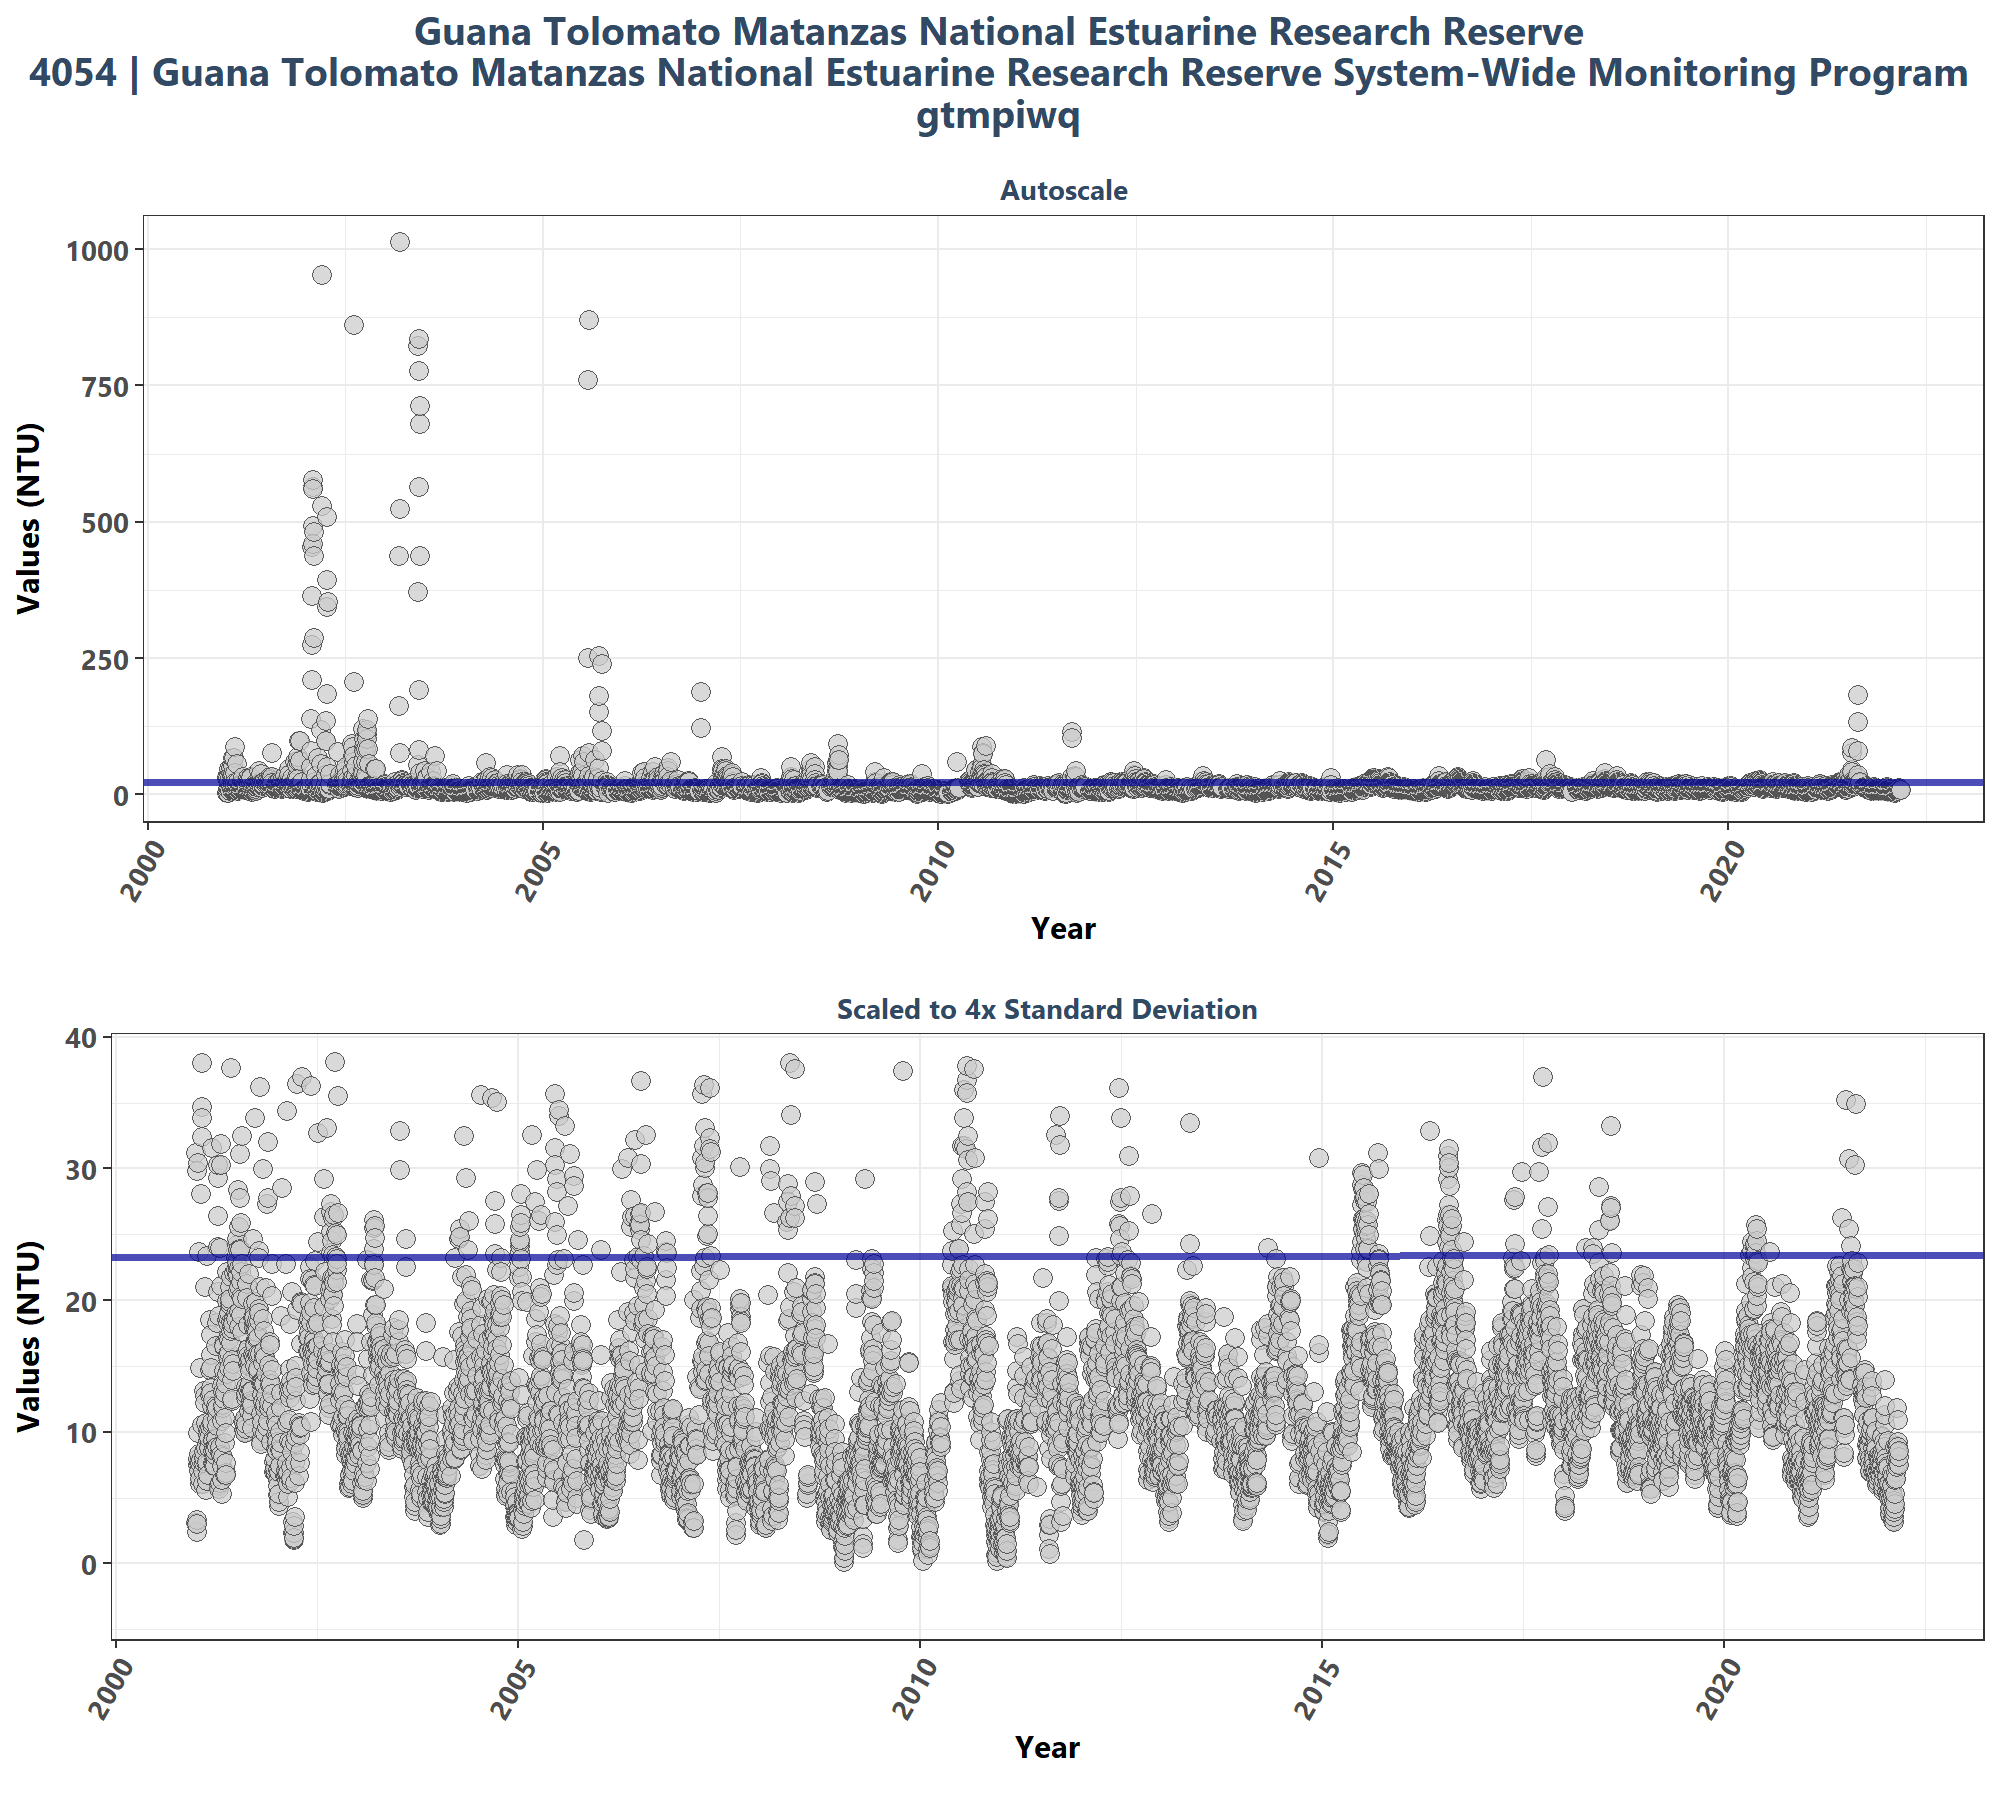 Guana Tolomato Matanzas National Estuarine Research Reserve
4054 | Guana Tolomato Matanzas National Estuarine Research Reserve System-Wide Monitoring Program
gtmpiwq
Autoscale
Values (NTU)
1000
750
500
250
0
2000 2005 2010 2015 2020
Year
Scaled to 4x Standard Deviation
Values (NTU)
40
30
20
10
0
2000 2005 2010 2015 2020
Year